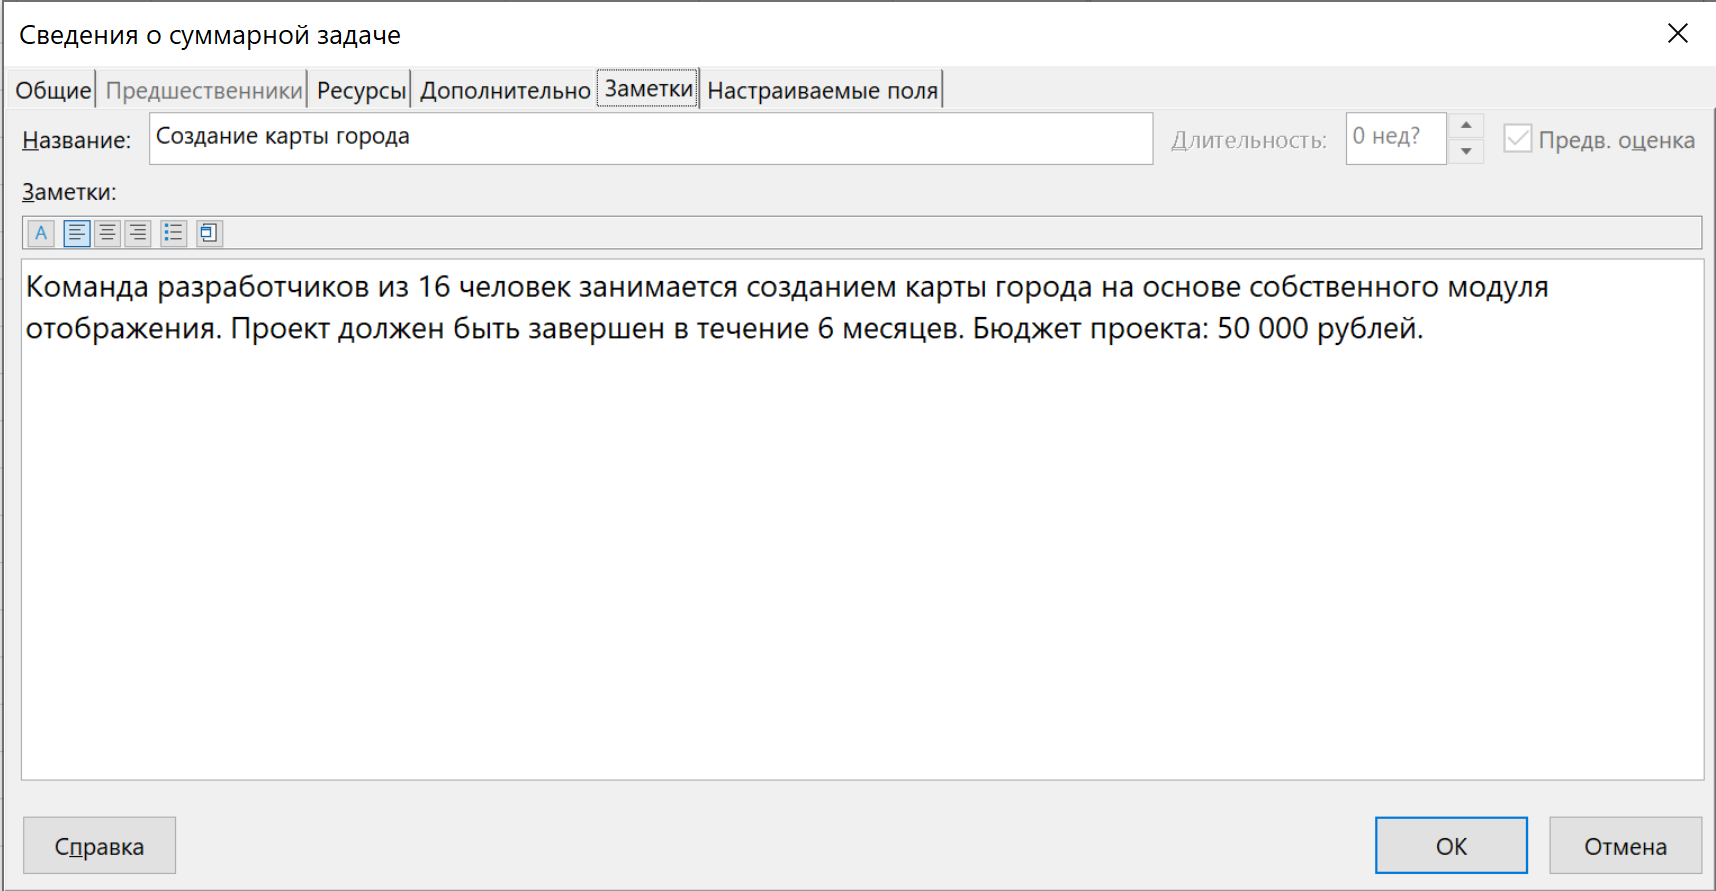 Сведения о суммарной задаче
Общие Предшественники Ресурсы Дополнительно Заметки Настраиваемые поля
Название: Создание карты города Длительность: 0 нед? Предв. оценка
Заметки:
A
Команда разработчиков из 16 человек занимается созданием карты города на основе собственного модуля
отображения. Проект должен быть завершен в течение 6 месяцев. Бюджет проекта: 50 000 рублей.
Справка ОК Отмена